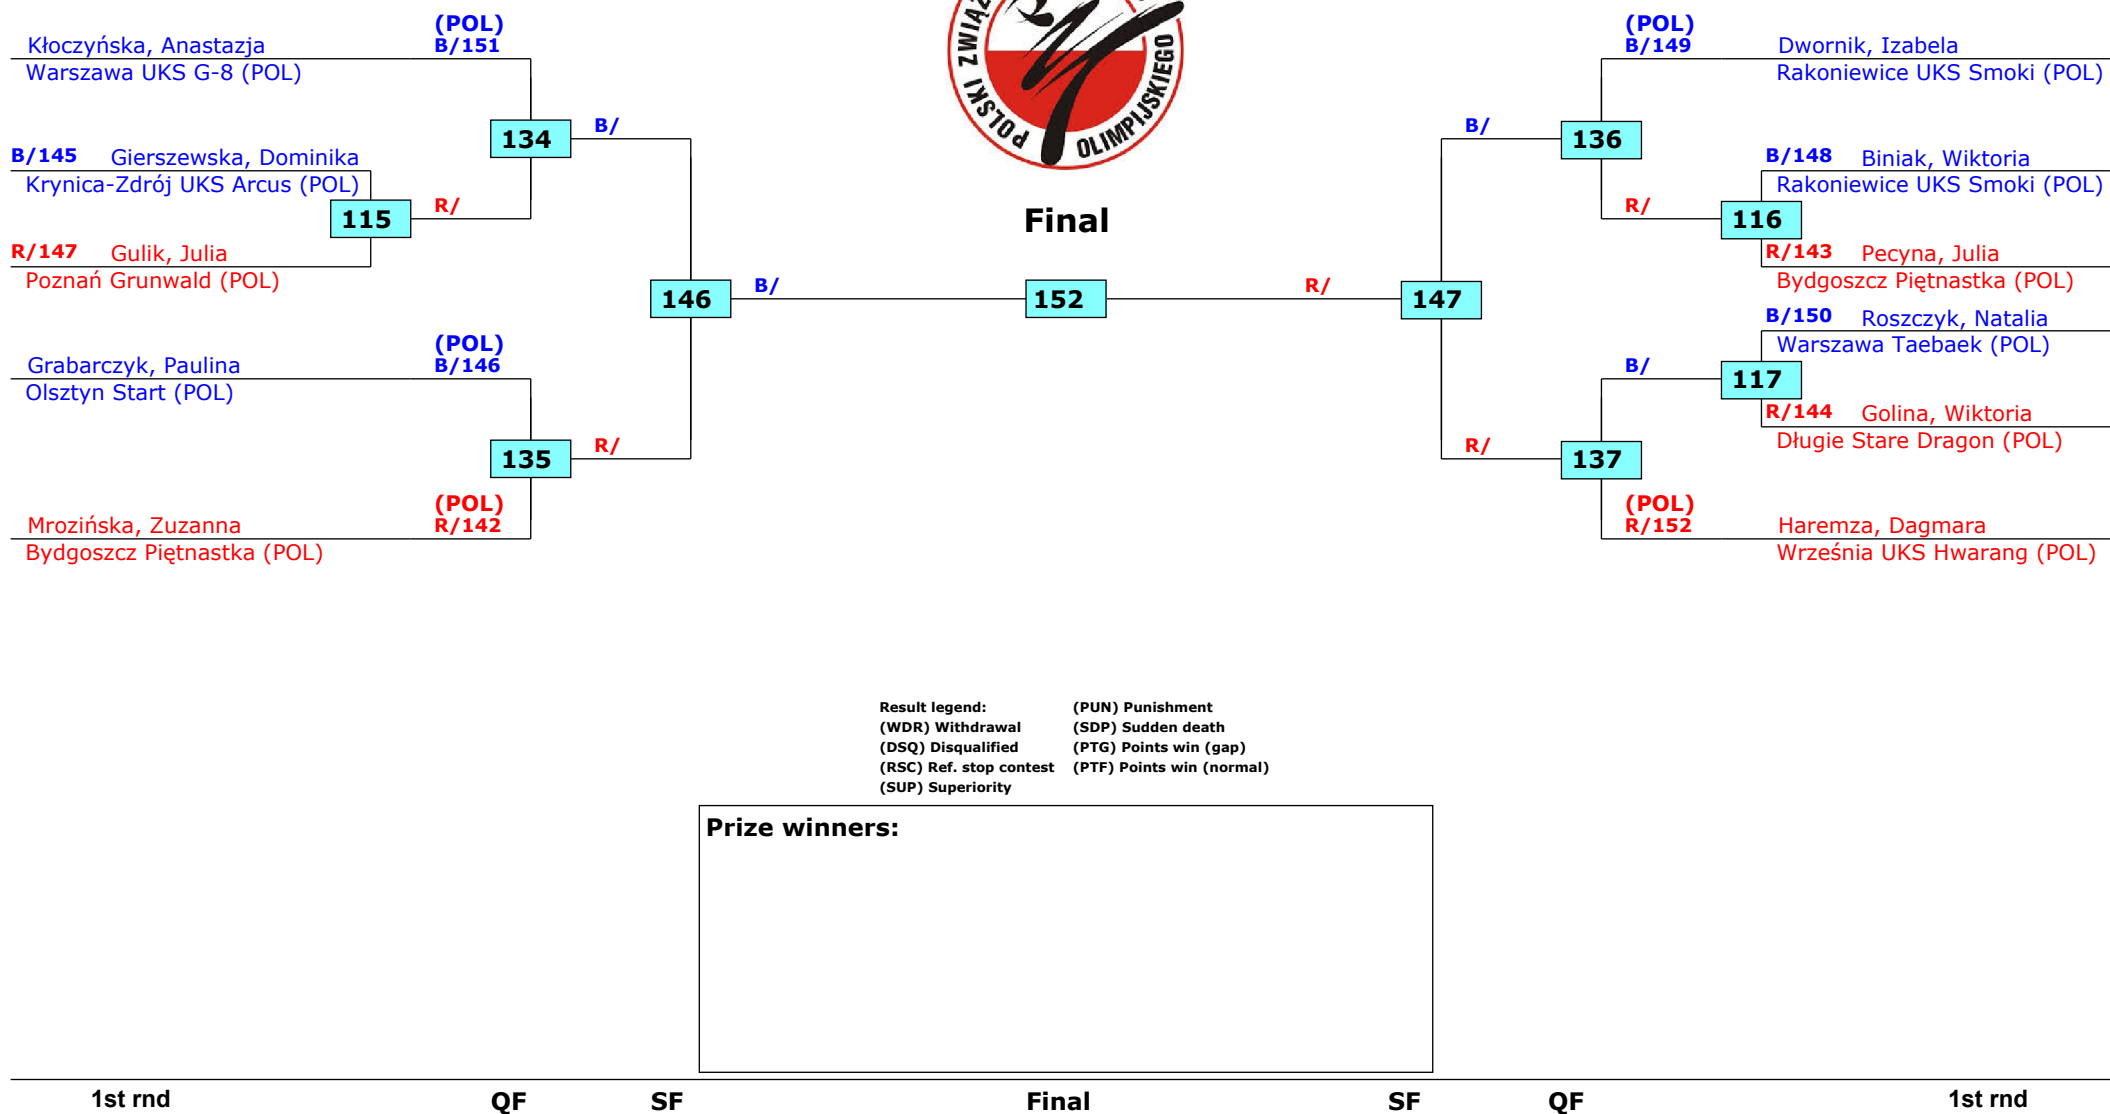 POLSKI ZWIĄZ
OLIMPIJSKIEGO
(POL)
B/151
Kłoczyńska, Anastazja
Warszawa UKS G-8 (POL)
134
B/
B/145 Gierszewska, Dominika
Krynica-Zdrój UKS Arcus (POL)
115
R/
R/147 Gulik, Julia
Poznań Grunwald (POL)
146
B/
(POL)
B/146
Grabarczyk, Paulina
Olsztyn Start (POL)
135
R/
(POL)
R/142
Mrozińska, Zuzanna
Bydgoszcz Piętnastka (POL)
Final
152
(POL)
B/149
Dwornik, Izabela
Rakoniewice UKS Smoki (POL)
B/
136
B/148 Biniak, Wiktoria
Rakoniewice UKS Smoki (POL)
R/
116
R/143 Pecyna, Julia
Bydgoszcz Piętnastka (POL)
R/
147
B/150 Roszczyk, Natalia
Warszawa Taebaek (POL)
B/
117
R/144 Golina, Wiktoria
Długie Stare Dragon (POL)
R/
137
(POL)
R/152
Haremza, Dagmara
Września UKS Hwarang (POL)
Result legend: (PUN) Punishment
(WDR) Withdrawal (SDP) Sudden death
(DSQ) Disqualified (PTG) Points win (gap)
(RSC) Ref. stop contest (PTF) Points win (normal)
(SUP) Superiority
Prize winners:
1st rnd QF SF Final SF QF 1st rnd